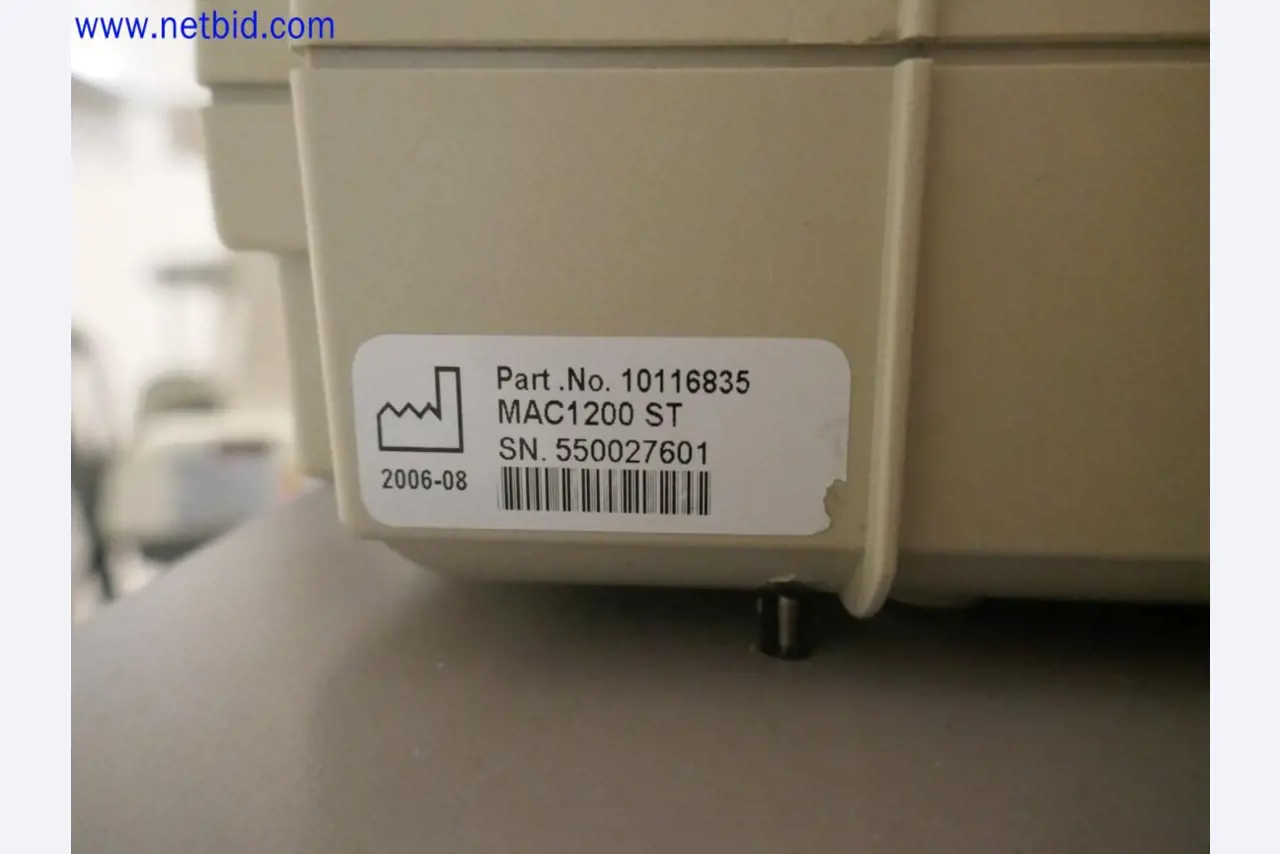 www.netbid.com
Part .No. 10116835
MAC1200 ST
SN. 550027601
2006-08